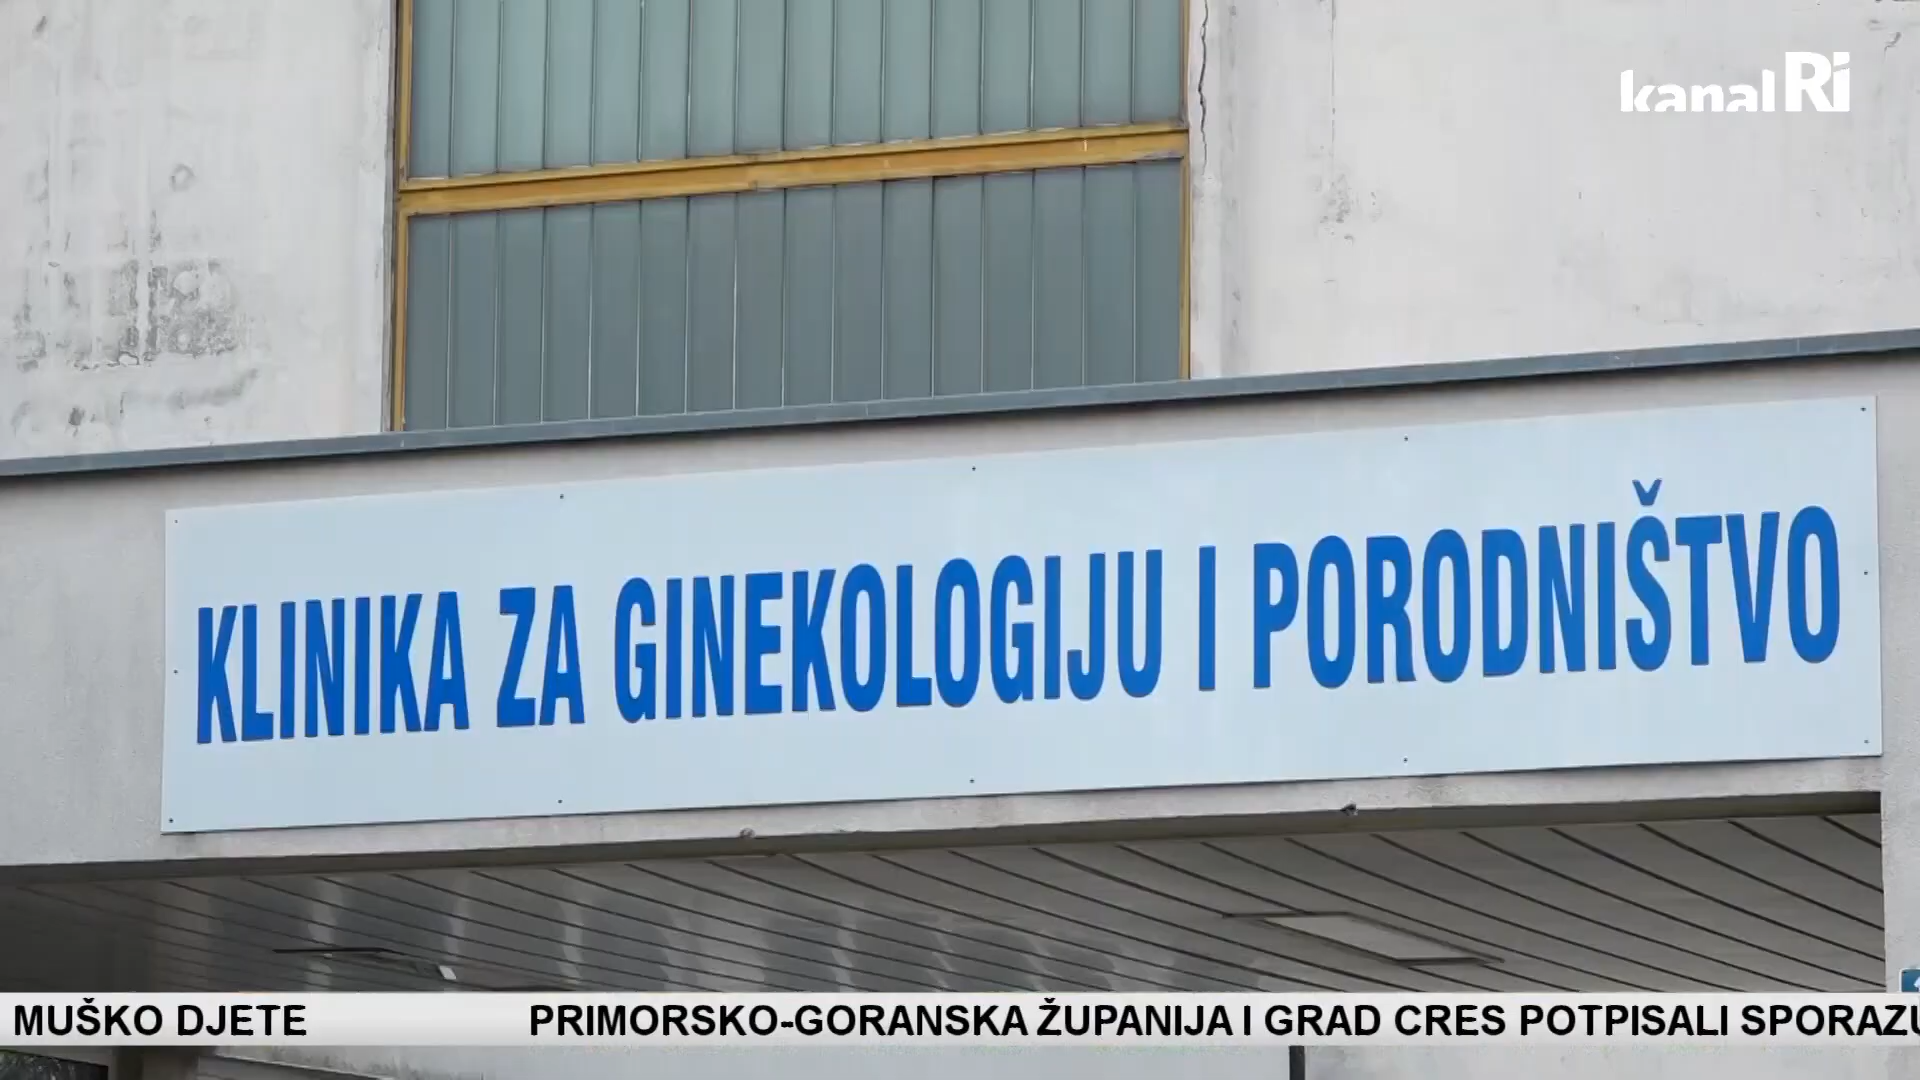 kanal Ri
KLINIKA ZA GINEKOLOGIJU I PORODNIŠTVO
MUŠKO DJETE PRIMORSKO-GORANSKA ŽUPANIJA I GRAD CRES POTPISALI SPORAZU